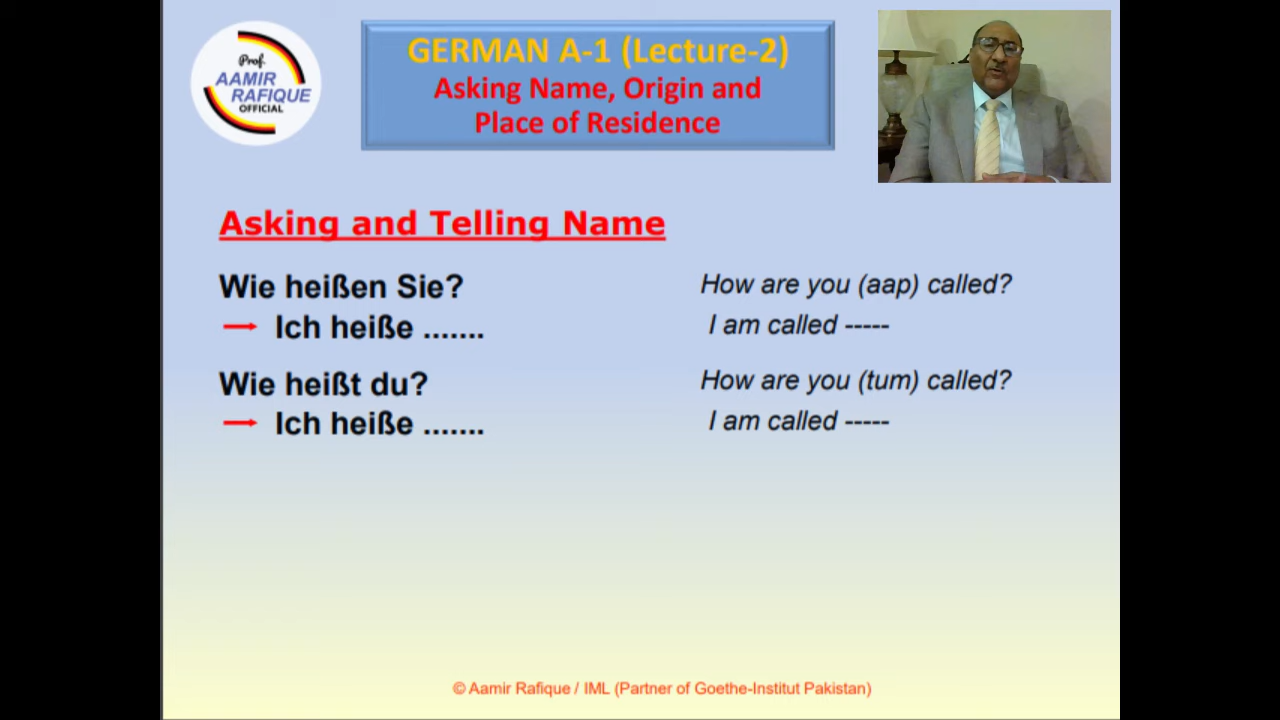 Prof.
AAMIR
RAFIQUE
OFFICIAL
GERMAN A-1 (Lecture-2)
Asking Name, Origin and
Place of Residence
Asking and Telling Name
Wie heißen Sie? How are you (aap) called?
Ich heiße ....... I am called -----
Wie heißt du? How are you (tum) called?
Ich heiße ....... I am called -----
© Aamir Rafique / IML (Partner of Goethe-Institut Pakistan)